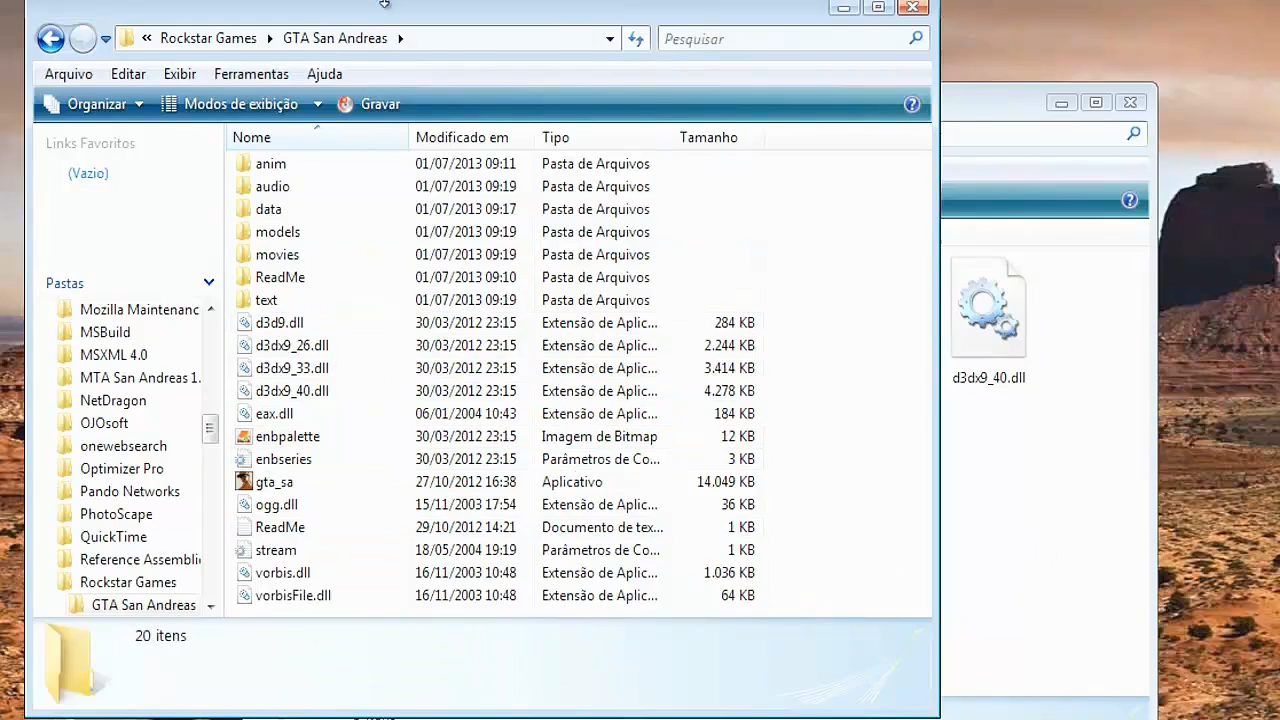 « Rockstar Games ▸ GTA San Andreas ▸
Pesquisar
Arquivo Editar Exibir Ferramentas Ajuda
Organizar Modos de exibição Gravar
Links Favoritos
(Vazio)
Pastas
Mozilla Maintenanc
MSBuild
MSXML 4.0
MTA San Andreas 1.
NetDragon
OJOsoft
onewebsearch
Optimizer Pro
Pando Networks
PhotoScape
QuickTime
Reference Assembli
Rockstar Games
GTA San Andreas
Nome Modificado em Tipo Tamanho
anim 01/07/2013 09:11 Pasta de Arquivos
audio 01/07/2013 09:19 Pasta de Arquivos
data 01/07/2013 09:17 Pasta de Arquivos
models 01/07/2013 09:19 Pasta de Arquivos
movies 01/07/2013 09:19 Pasta de Arquivos
ReadMe 01/07/2013 09:10 Pasta de Arquivos
text 01/07/2013 09:19 Pasta de Arquivos
d3d9.dll 30/03/2012 23:15 Extensão de Aplic... 284 KB
d3dx9_26.dll 30/03/2012 23:15 Extensão de Aplic... 2.244 KB
d3dx9_33.dll 30/03/2012 23:15 Extensão de Aplic... 3.414 KB
d3dx9_40.dll 30/03/2012 23:15 Extensão de Aplic... 4.278 KB
eax.dll 06/01/2004 10:43 Extensão de Aplic... 184 KB
enbpalette 30/03/2012 23:15 Imagem de Bitmap 12 KB
enbseries 30/03/2012 23:15 Parâmetros de Co... 3 KB
gta_sa 27/10/2012 16:38 Aplicativo 14.049 KB
ogg.dll 15/11/2003 17:54 Extensão de Aplic... 36 KB
ReadMe 29/10/2012 14:21 Documento de tex... 1 KB
stream 18/05/2004 19:19 Parâmetros de Co... 1 KB
vorbis.dll 16/11/2003 10:48 Extensão de Aplic... 1.036 KB
vorbisFile.dll 16/11/2003 10:48 Extensão de Aplic... 64 KB
20 itens
d3dx9_40.dll